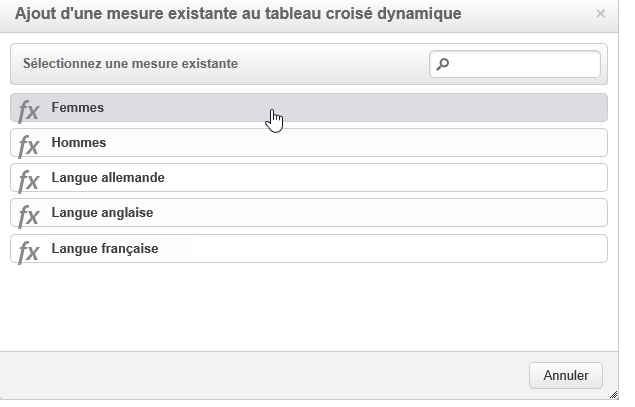 Ajout d'une mesure existante au tableau croisé dynamique ×
Sélectionnez une mesure existante
fx Femmes
fx Hommes
fx Langue allemande
fx Langue anglaise
fx Langue française
Annuler